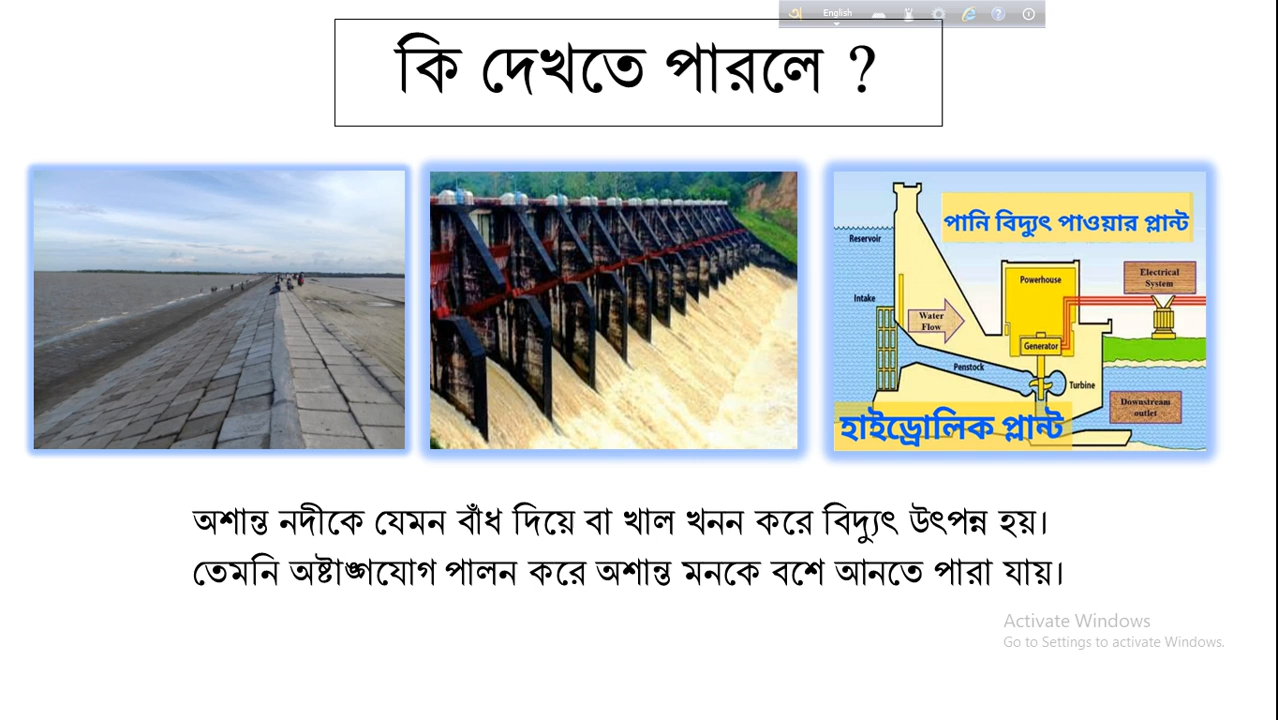 English
কি দেখতে পারলে ?
পানি বিদ্যুৎ পাওয়ার প্লান্ট
Reservoir
Electrical
System
Powerhouse
Intake
Water
Flow
Generator
Penstock
Turbine
Downstream
outlet
হাইড্রোলিক প্লান্ট
অশান্ত নদীকে যেমন বাঁধ দিয়ে বা খাল খনন করে বিদ্যুৎ উৎপন্ন হয়।
তেমনি অষ্টাঙ্গযোগ পালন করে অশান্ত মনকে বশে আনতে পারা যায়।
Activate Windows
Go to Settings to activate Windows.